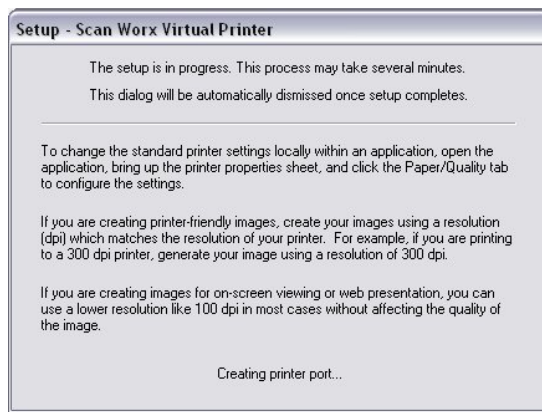 Setup - Scan Worx Virtual Printer
The setup is in progress. This process may take several minutes.
This dialog will be automatically dismissed once setup completes.
To change the standard printer settings locally within an application, open the
application, bring up the printer properties sheet, and click the Paper/Quality tab
to configure the settings.
If you are creating printer-friendly images, create your images using a resolution
(dpi) which matches the resolution of your printer.  For example, if you are printing
to a 300 dpi printer, generate your image using a resolution of 300 dpi.
If you are creating images for on-screen viewing or web presentation, you can
use a lower resolution like 100 dpi in most cases without affecting the quality of
the image.
Creating printer port...